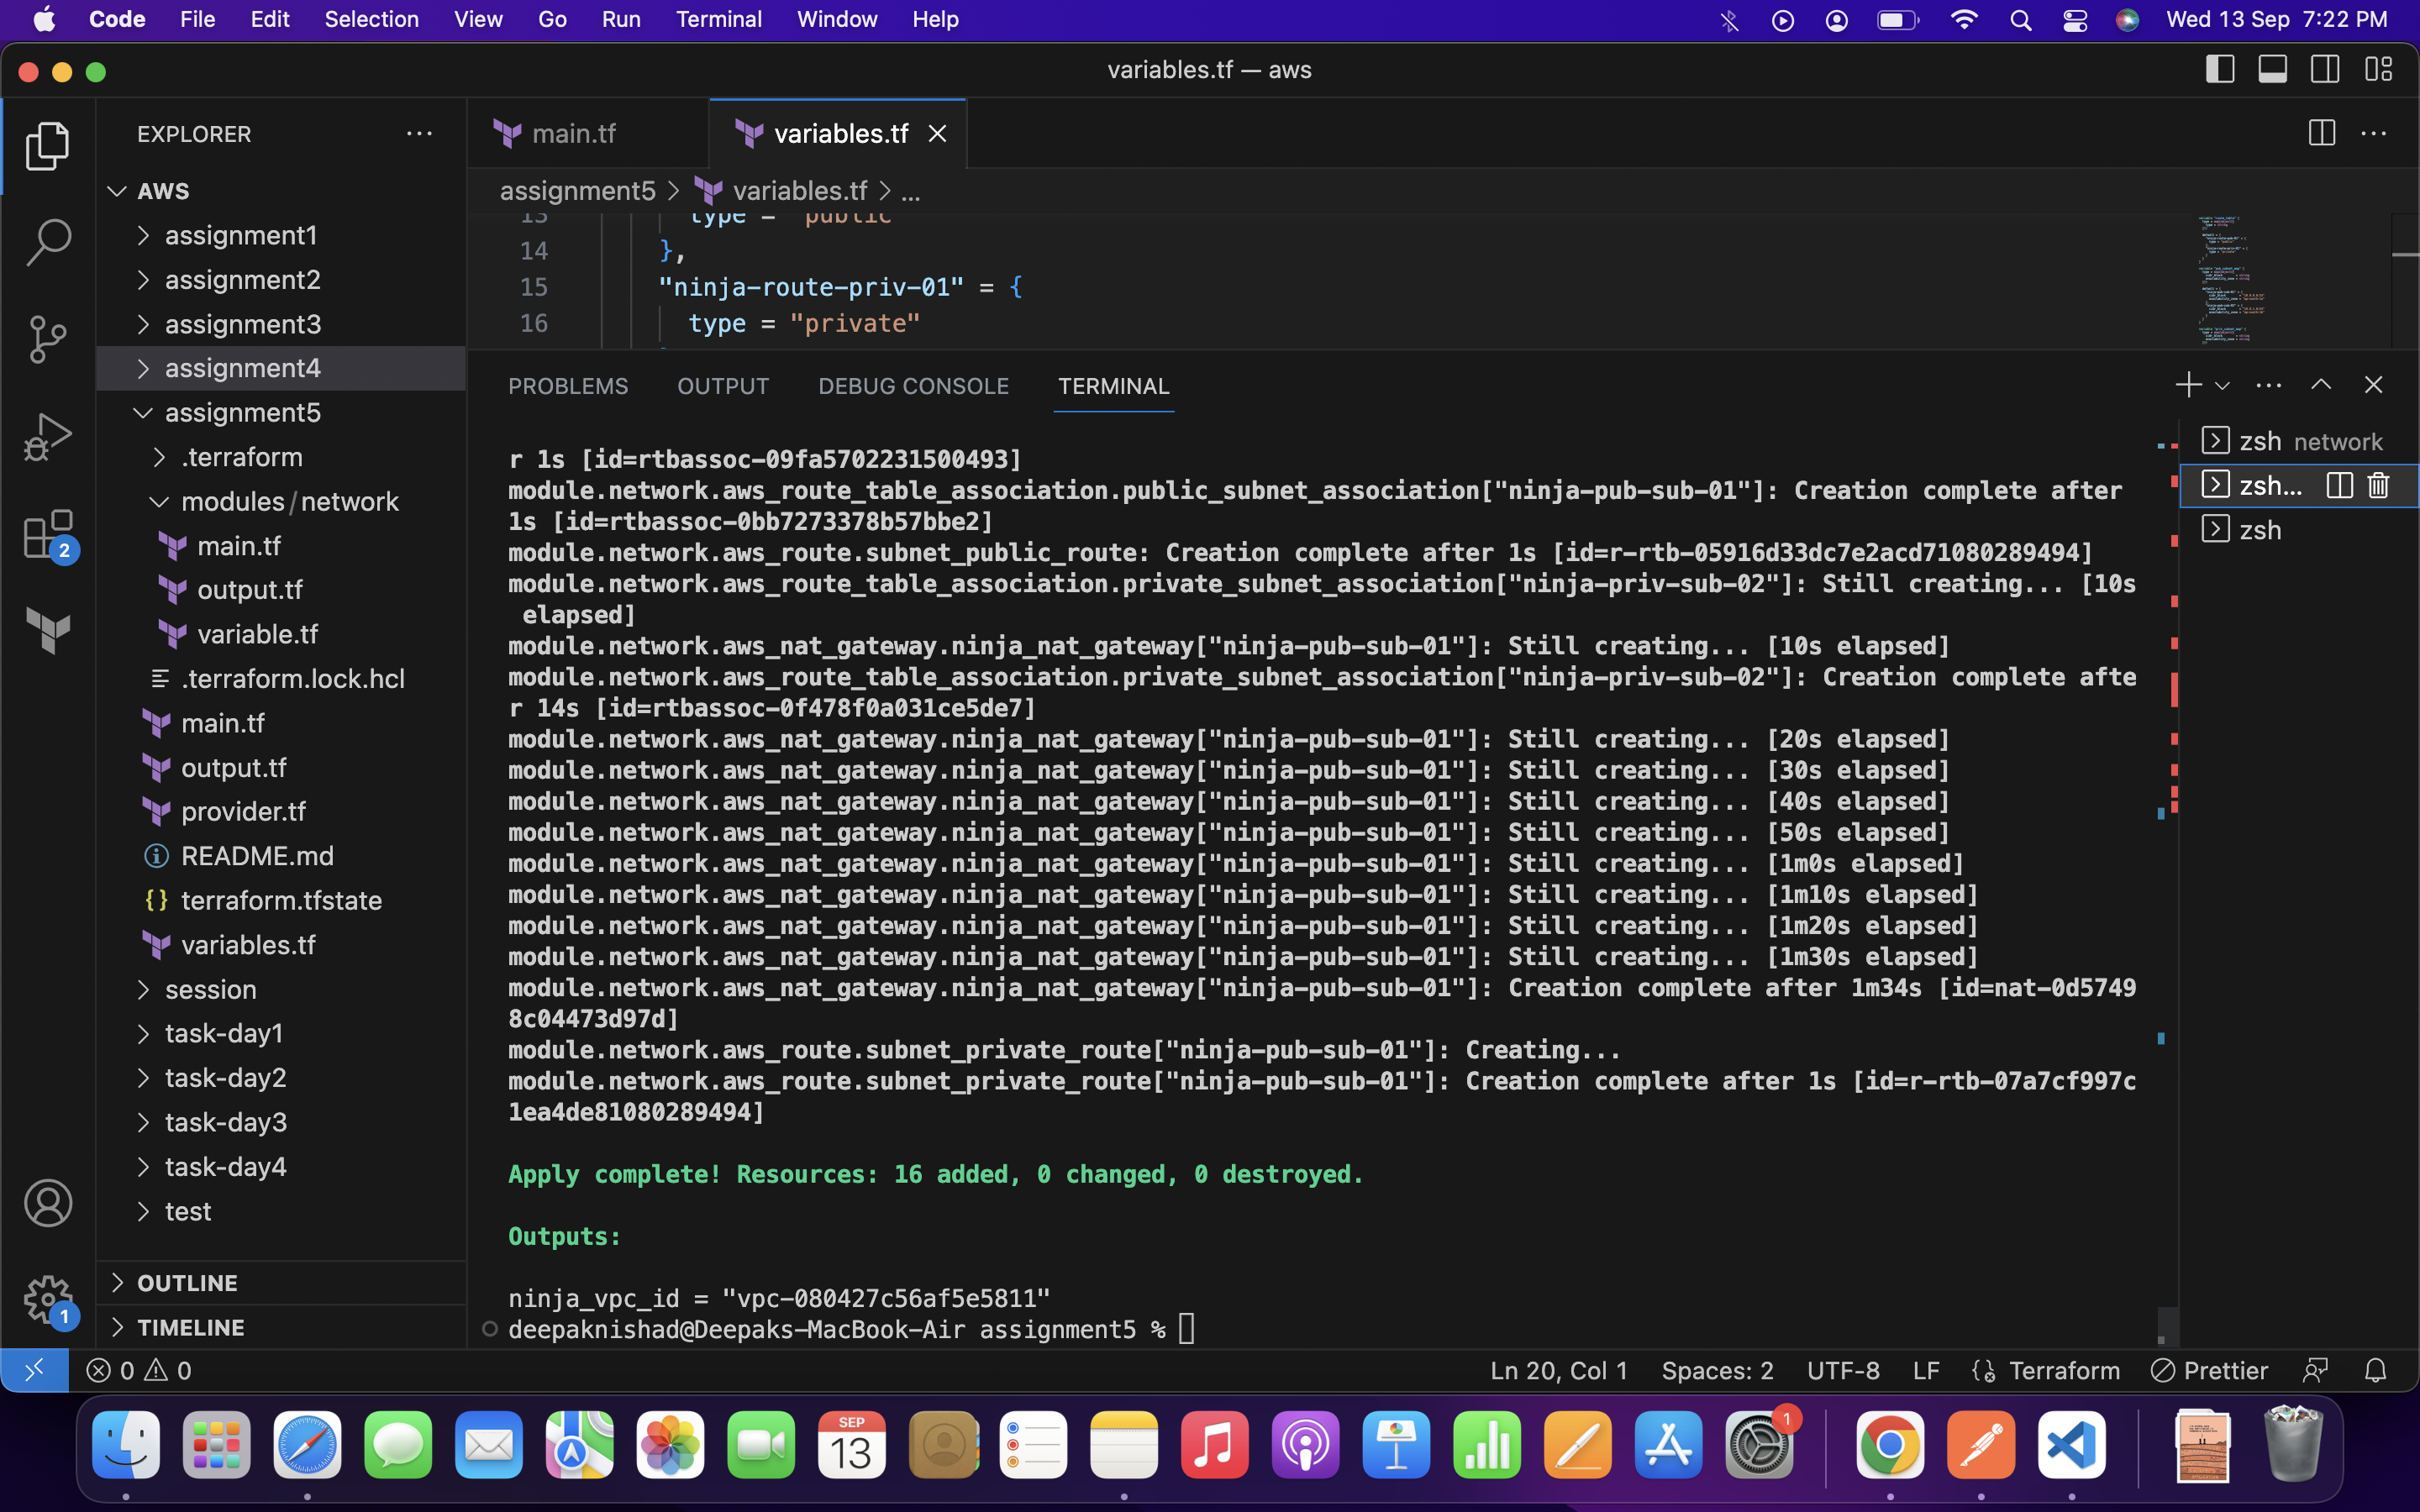 Code File Edit Selection View Go Run Terminal Window Help Wed 13 Sep 7:22 PM
variables.tf — aws
EXPLORER
AWS
assignment1
assignment2
assignment3
assignment4
assignment5
.terraform
modules/network
main.tf
output.tf
variable.tf
.terraform.lock.hcl
main.tf
output.tf
provider.tf
README.md
terraform.tfstate
variables.tf
session
task-day1
task-day2
task-day3
task-day4
test
OUTLINE
TIMELINE
2
1
main.tf variables.tf
assignment5 > variables.tf > ...
13 type = "public"
14 },
15 "ninja-route-priv-01" = {
16 type = "private"
PROBLEMS OUTPUT DEBUG CONSOLE TERMINAL
r 1s [id=rtbassoc-09fa5702231500493]
module.network.aws_route_table_association.public_subnet_association["ninja-pub-sub-01"]: Creation complete after
1s [id=rtbassoc-0bb7273378b57bbe2]
module.network.aws_route.subnet_public_route: Creation complete after 1s [id=r-rtb-05916d33dc7e2acd71080289494]
module.network.aws_route_table_association.private_subnet_association["ninja-priv-sub-02"]: Still creating... [10s
elapsed]
module.network.aws_nat_gateway.ninja_nat_gateway["ninja-pub-sub-01"]: Still creating... [10s elapsed]
module.network.aws_route_table_association.private_subnet_association["ninja-priv-sub-02"]: Creation complete afte
r 14s [id=rtbassoc-0f478f0a031ce5de7]
module.network.aws_nat_gateway.ninja_nat_gateway["ninja-pub-sub-01"]: Still creating... [20s elapsed]
module.network.aws_nat_gateway.ninja_nat_gateway["ninja-pub-sub-01"]: Still creating... [30s elapsed]
module.network.aws_nat_gateway.ninja_nat_gateway["ninja-pub-sub-01"]: Still creating... [40s elapsed]
module.network.aws_nat_gateway.ninja_nat_gateway["ninja-pub-sub-01"]: Still creating... [50s elapsed]
module.network.aws_nat_gateway.ninja_nat_gateway["ninja-pub-sub-01"]: Still creating... [1m0s elapsed]
module.network.aws_nat_gateway.ninja_nat_gateway["ninja-pub-sub-01"]: Still creating... [1m10s elapsed]
module.network.aws_nat_gateway.ninja_nat_gateway["ninja-pub-sub-01"]: Still creating... [1m20s elapsed]
module.network.aws_nat_gateway.ninja_nat_gateway["ninja-pub-sub-01"]: Still creating... [1m30s elapsed]
module.network.aws_nat_gateway.ninja_nat_gateway["ninja-pub-sub-01"]: Creation complete after 1m34s [id=nat-0d5749
8c04473d97d]
module.network.aws_route.subnet_private_route["ninja-pub-sub-01"]: Creating...
module.network.aws_route.subnet_private_route["ninja-pub-sub-01"]: Creation complete after 1s [id=r-rtb-07a7cf997c
1ea4de81080289494]
Apply complete! Resources: 16 added, 0 changed, 0 destroyed.
Outputs:
ninja_vpc_id = "vpc-080427c56af5e5811"
deepaknishad@Deepaks-MacBook-Air assignment5 %
zsh network
zsh...
zsh
0 0 Ln 20, Col 1 Spaces: 2 UTF-8 LF Terraform Prettier
SEP
13
1